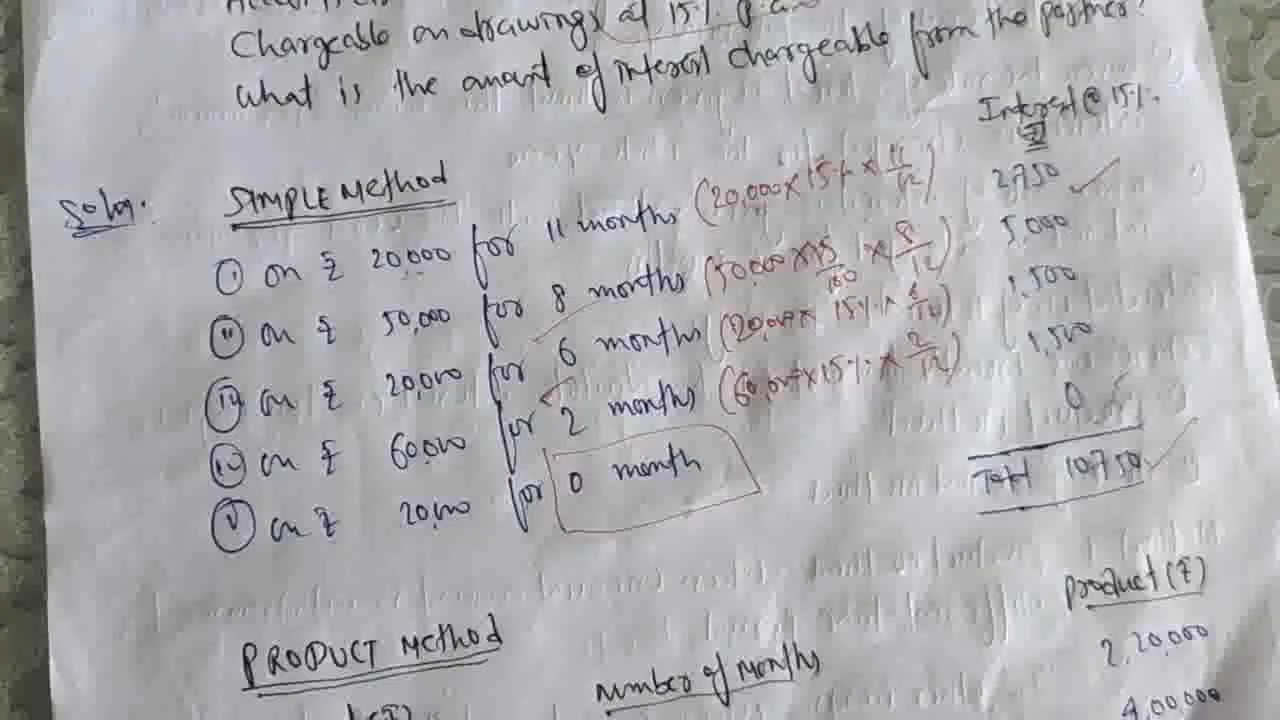 Chargeable on drawings at 15% p.a.
What is the amount of interest chargeable from the partner?
Interest @ 15%.
₹
Soln. SIMPLE Method
(i) on ₹ 20,000 for 11 months (20,000 x 15% x 11/12) 2,750
(ii) on ₹ 50,000 for 8 months (50,000 x 15/100 x 8/12) 5,000
(iii) on ₹ 20,000 for 6 months (20,000 x 15% x 6/12) 1,500
(iv) on ₹ 60,000 for 2 months (60,000 x 15% x 2/12) 1,500
(v) on ₹ 20,000 for 0 month 0
Total 10,750
PRODUCT Method
Number of Months product (₹)
2,20,000
4,00,000